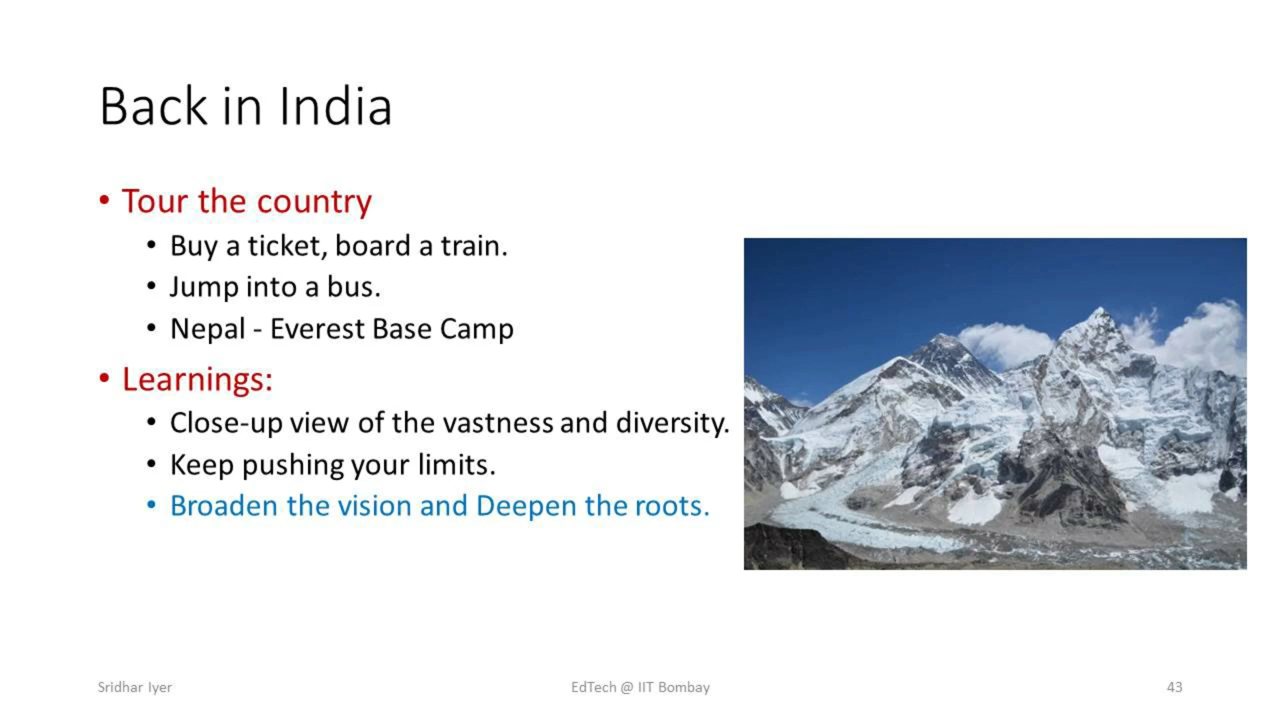 Back in India
• Tour the country
• Buy a ticket, board a train.
• Jump into a bus.
• Nepal - Everest Base Camp
• Learnings:
• Close-up view of the vastness and diversity.
• Keep pushing your limits.
• Broaden the vision and Deepen the roots.
Sridhar Iyer
EdTech @ IIT Bombay
43